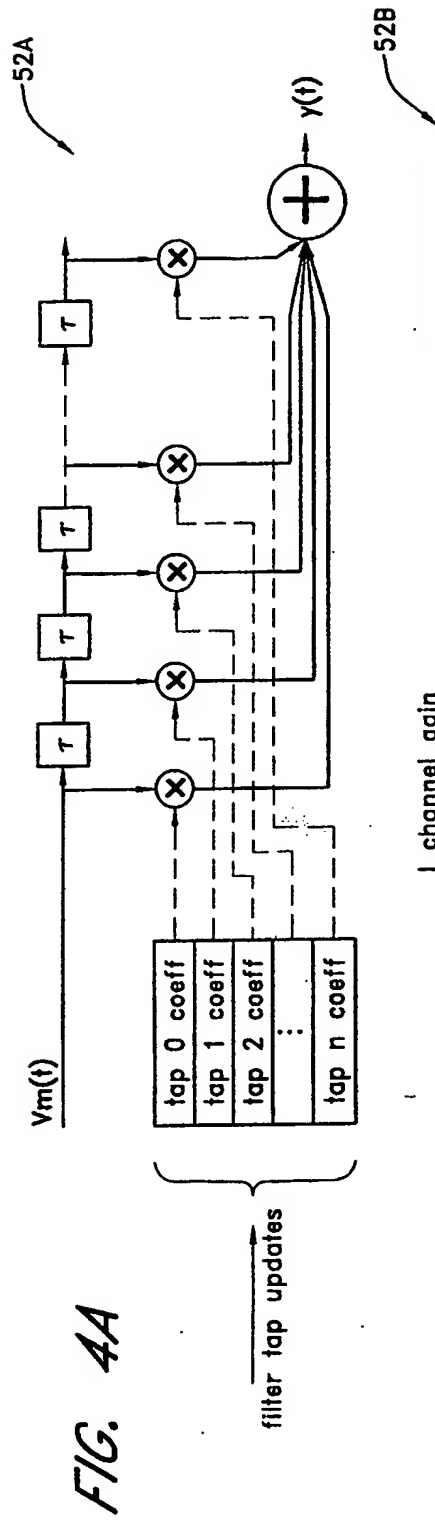 FIG. 4A
52A
Vm(t)
τ
τ
τ
τ
×
×
×
×
×
+
y(t)
tap 0 coeff
tap 1 coeff
tap 2 coeff
⋮
tap n coeff
filter tap updates
52B
1 channel gain